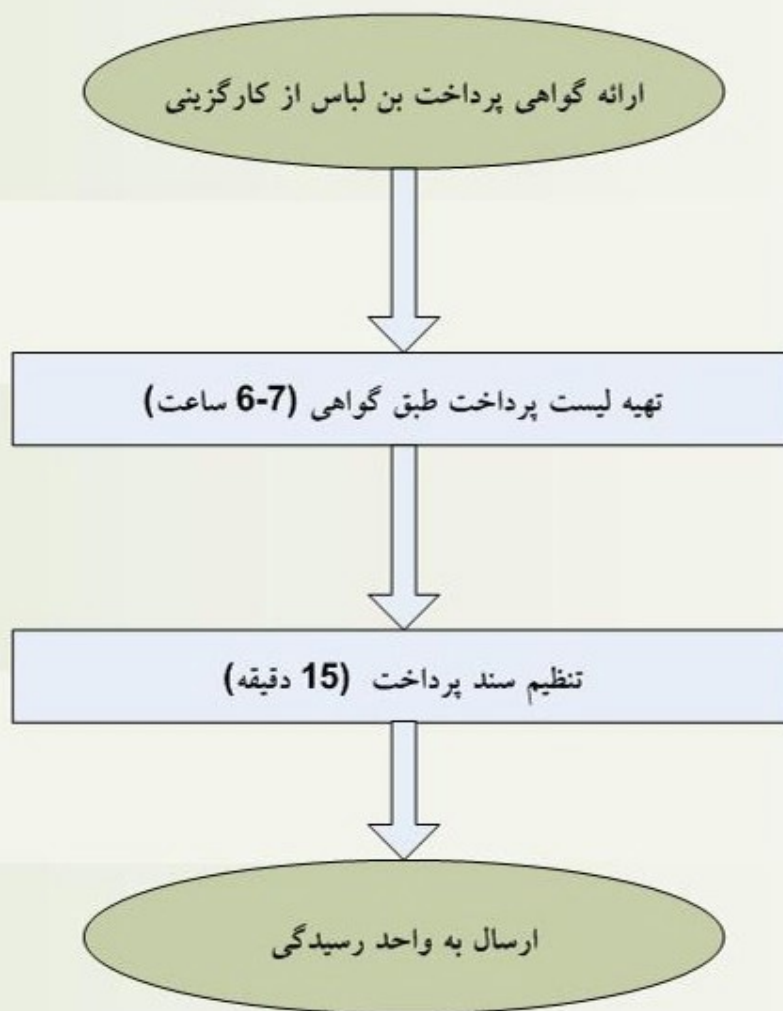 ارائه گواهی پرداخت بن لباس از کارگزینی
تهیه لیست پرداخت طبق گواهی (6-7 ساعت)
تنظیم سند پرداخت (15 دقیقه)
ارسال به واحد رسیدگی